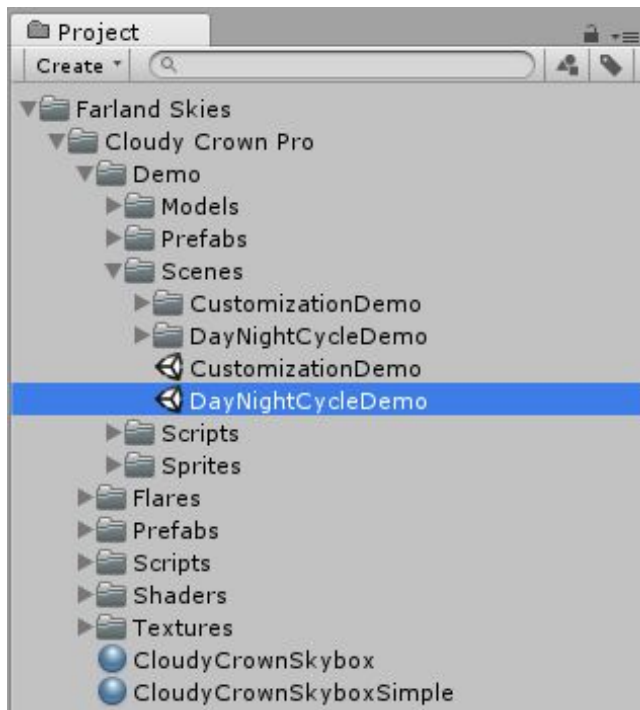 Project
Create
Farland Skies
Cloudy Crown Pro
Demo
Models
Prefabs
Scenes
CustomizationDemo
DayNightCycleDemo
CustomizationDemo
DayNightCycleDemo
Scripts
Sprites
Flares
Prefabs
Scripts
Shaders
Textures
CloudyCrownSkybox
CloudyCrownSkyboxSimple